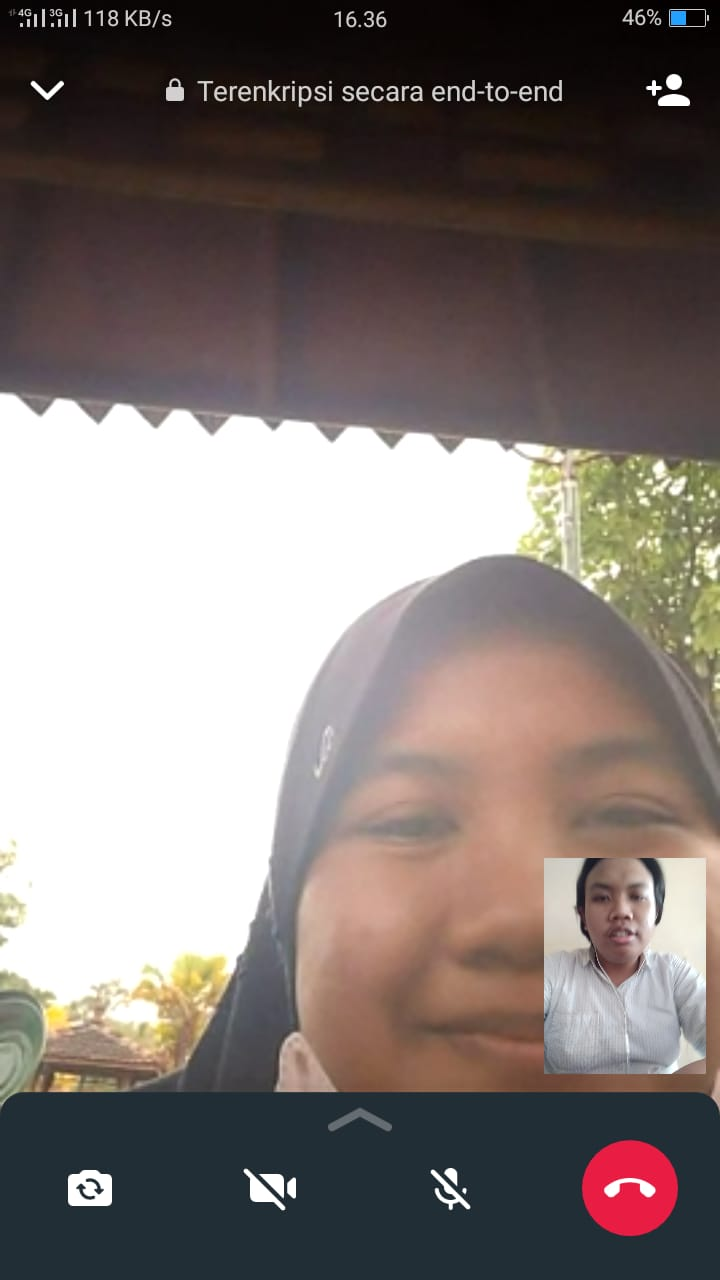 4G 3G 118 KB/s 16.36 46%
Terenkripsi secara end-to-end